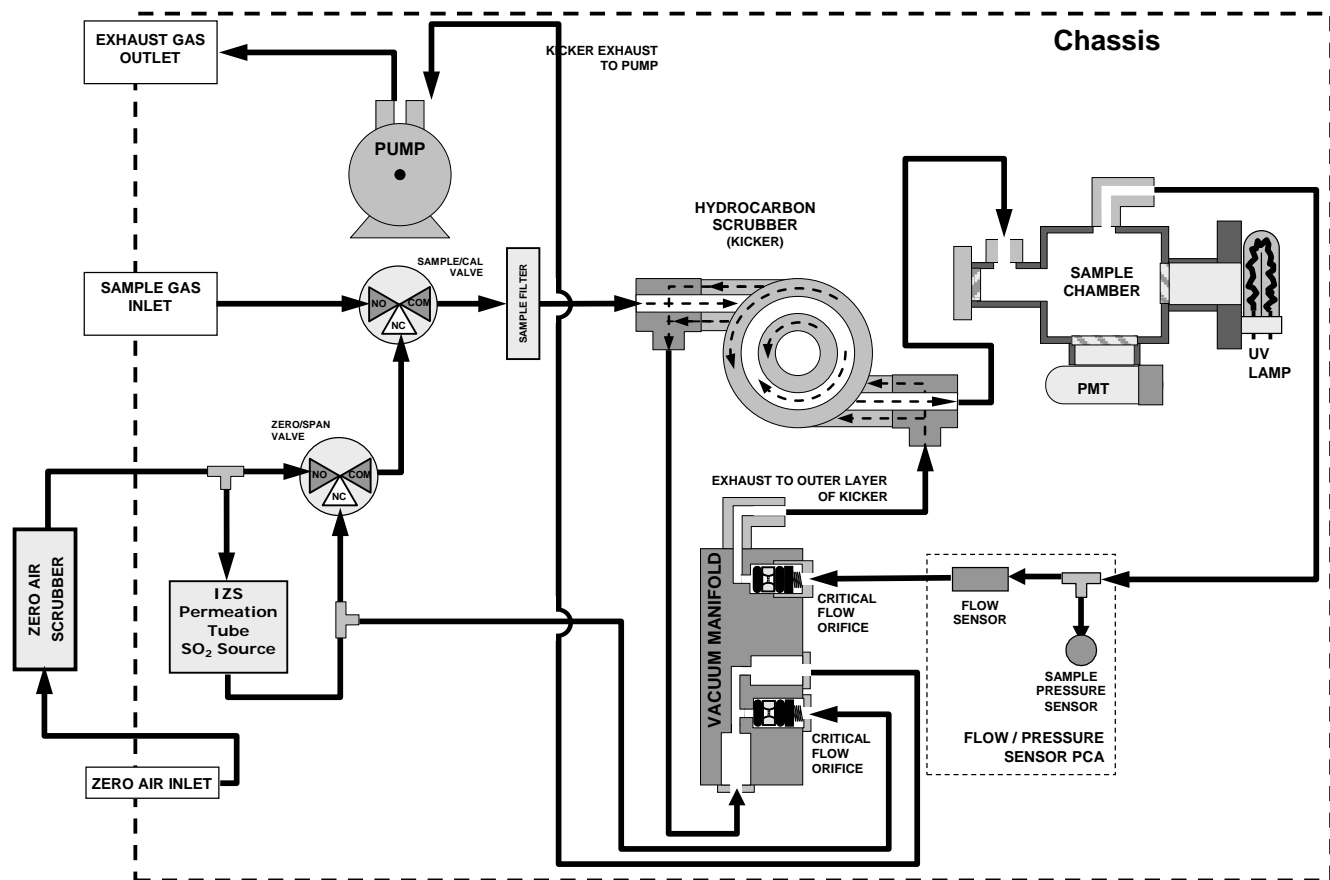 Chassis
EXHAUST GAS
OUTLET
KICKER EXHAUST
TO PUMP
PUMP
HYDROCARBON
SCRUBBER
(KICKER)
SAMPLE/CAL
VALVE
SAMPLE GAS
INLET
NO
COM
NC
SAMPLE FILTER
SAMPLE
CHAMBER
UV
LAMP
PMT
ZERO/SPAN
VALVE
NO
COM
NC
EXHAUST TO OUTER LAYER
OF KICKER
ZERO AIR
SCRUBBER
IZS
Permeation
Tube
SO₂ Source
VACUUM MANIFOLD
CRITICAL
FLOW
ORIFICE
FLOW
SENSOR
SAMPLE
PRESSURE
SENSOR
CRITICAL
FLOW
ORIFICE
FLOW / PRESSURE
SENSOR PCA
ZERO AIR INLET